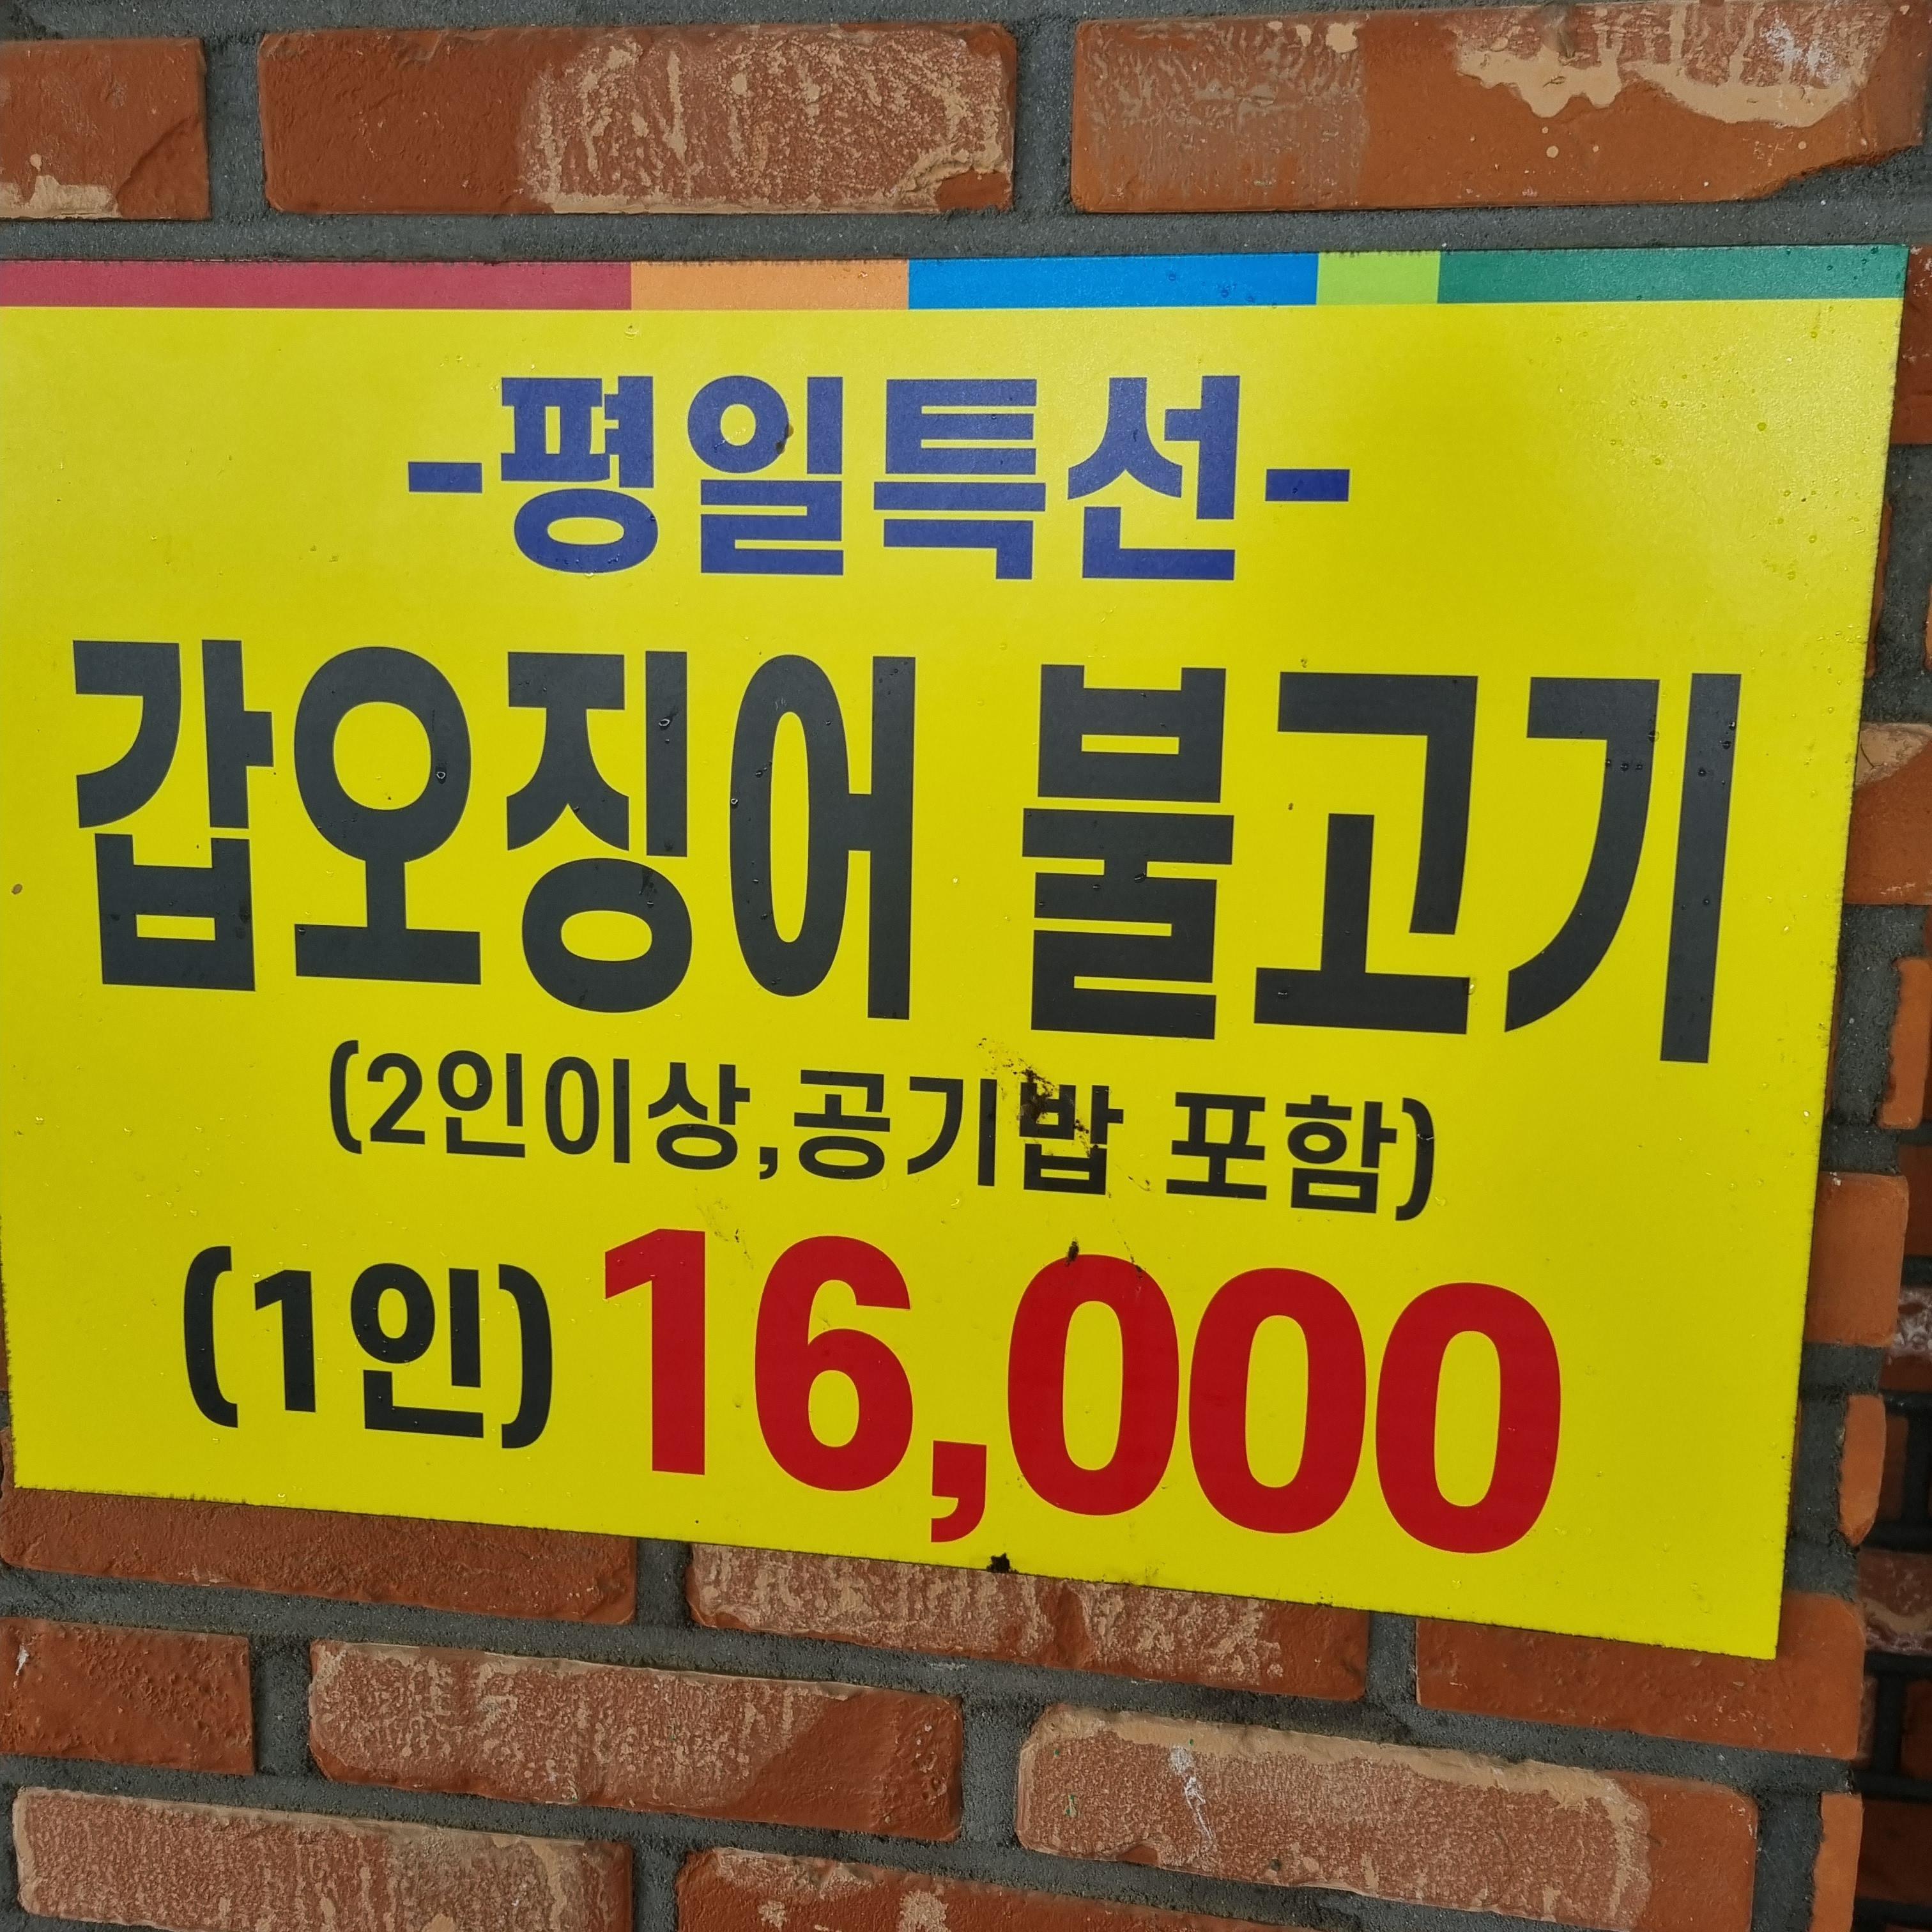 -평일특선-
갑오징어 불고기
(2인이상,공기밥 포함)
(1인) 16,000